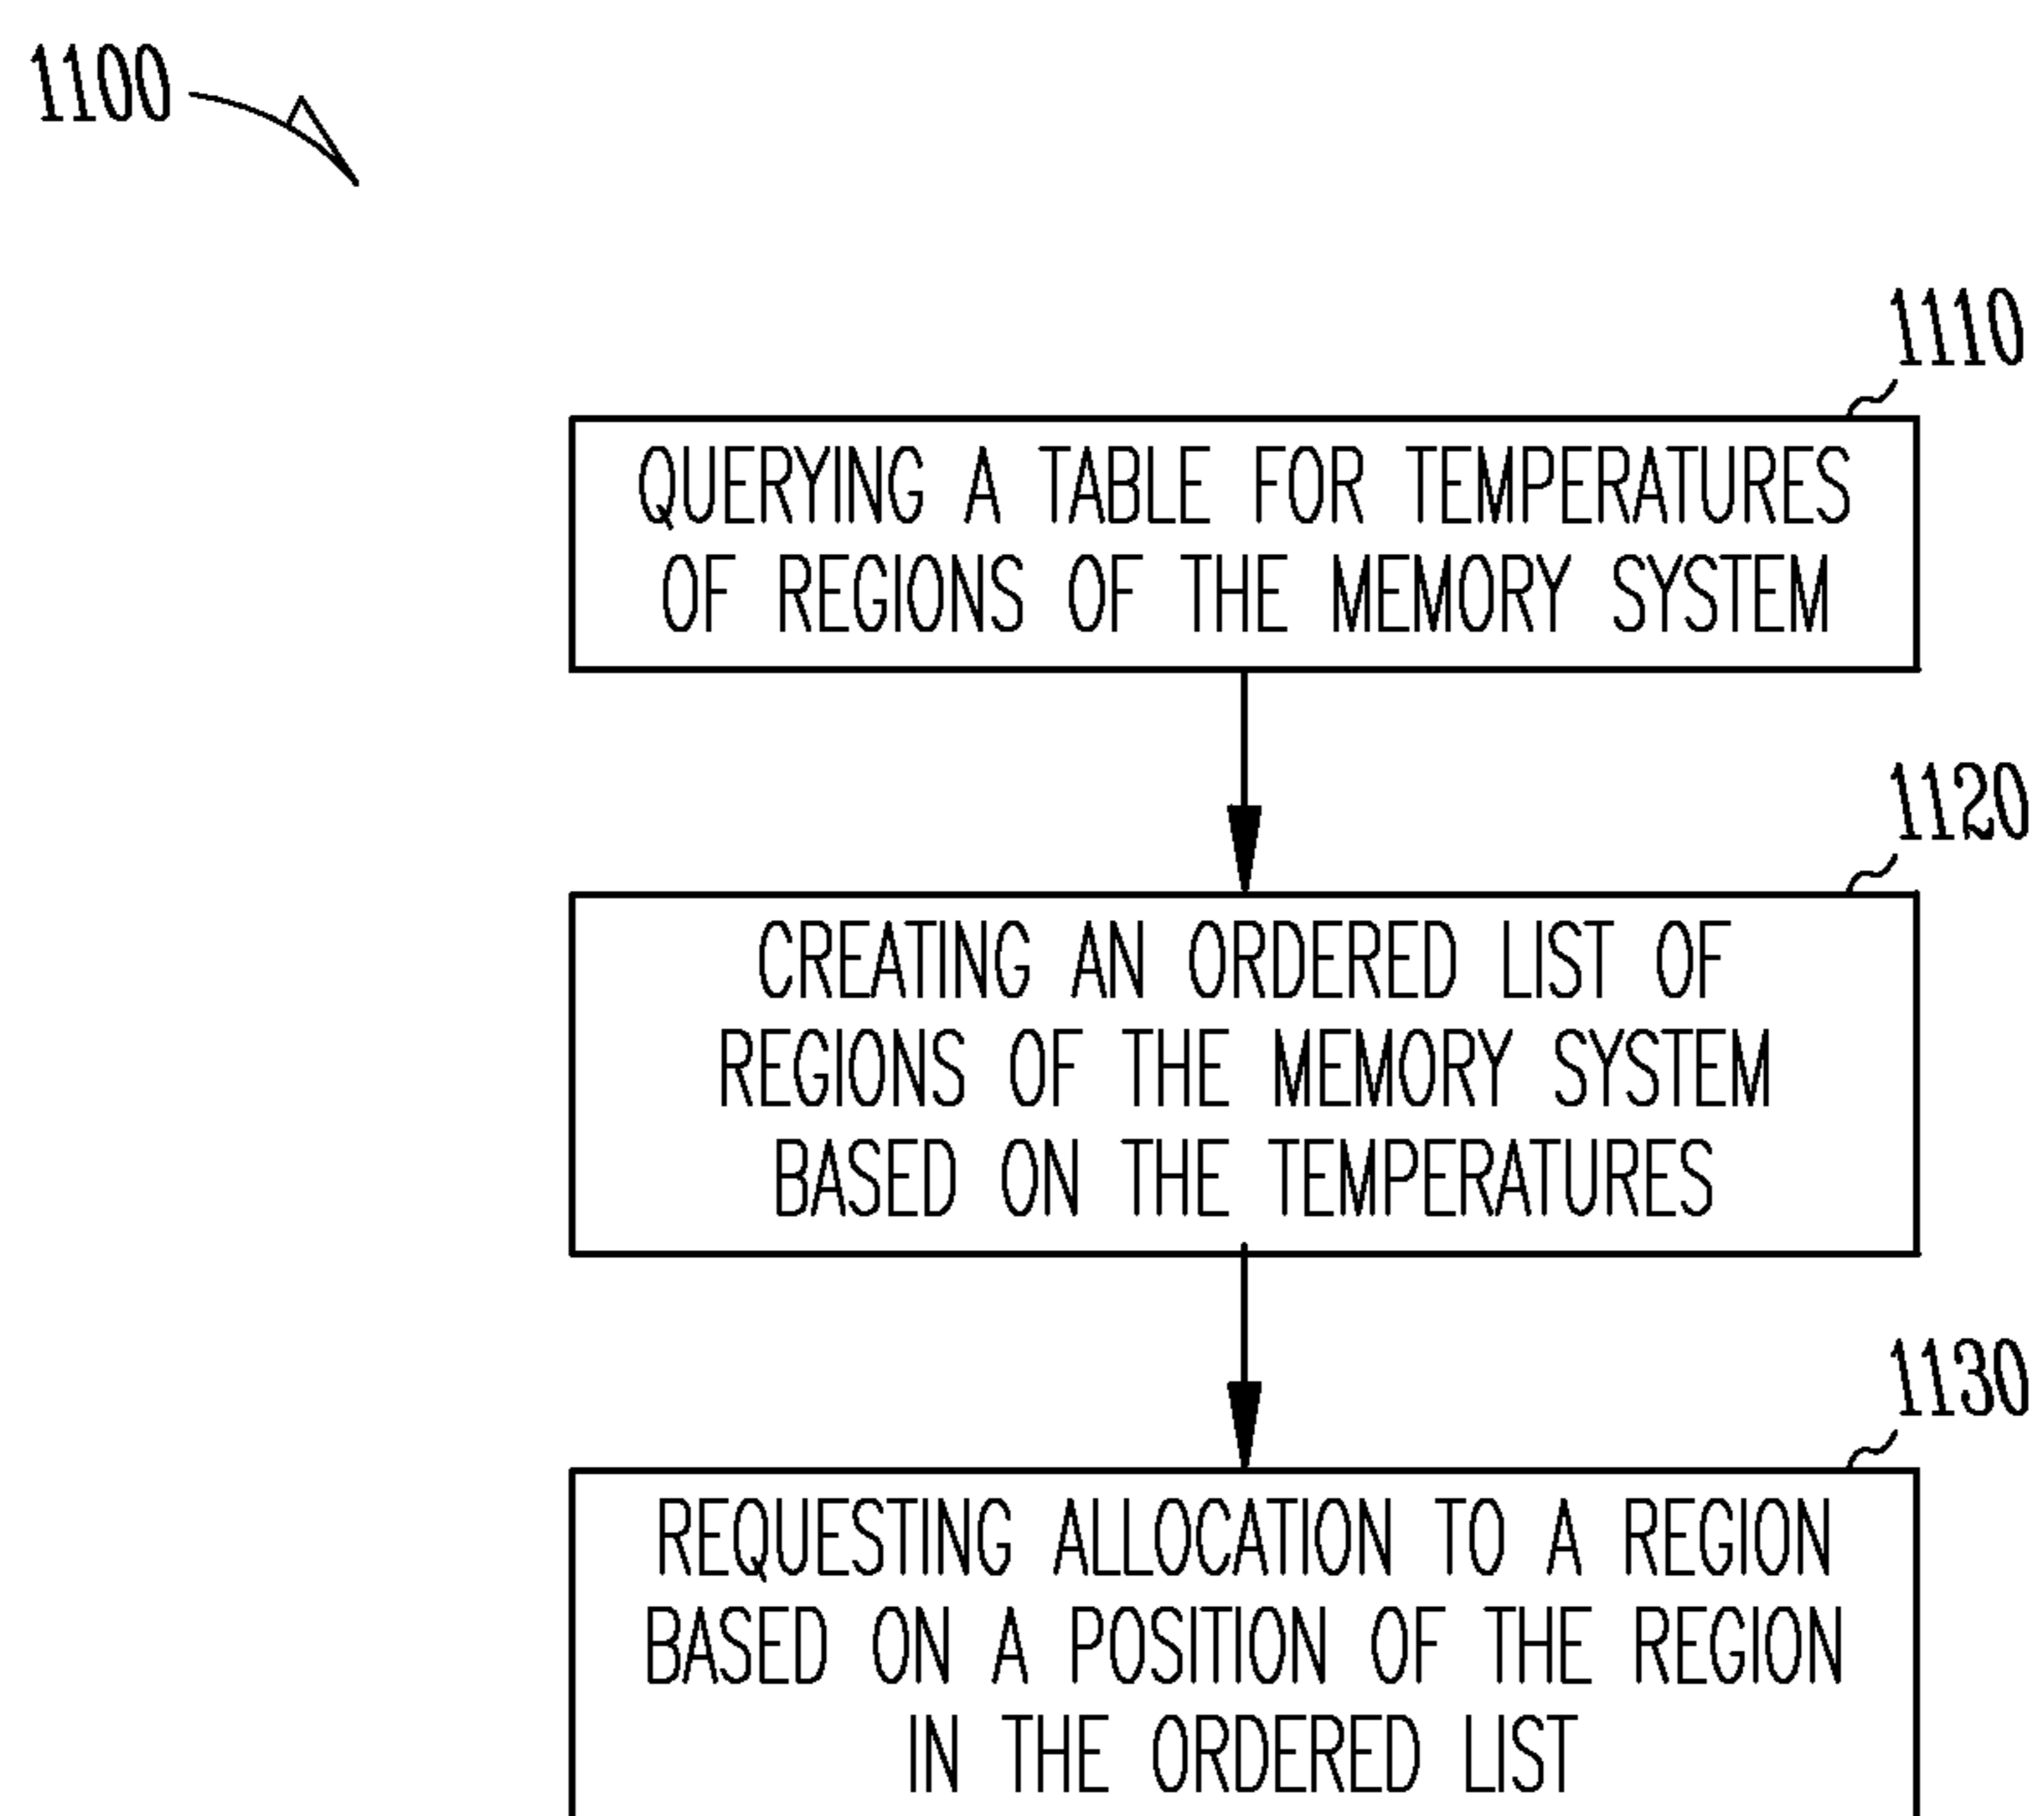 1100
1110
QUERYING A TABLE FOR TEMPERATURES
OF REGIONS OF THE MEMORY SYSTEM
1120
CREATING AN ORDERED LIST OF
REGIONS OF THE MEMORY SYSTEM
BASED ON THE TEMPERATURES
1130
REQUESTING ALLOCATION TO A REGION
BASED ON A POSITION OF THE REGION
IN THE ORDERED LIST